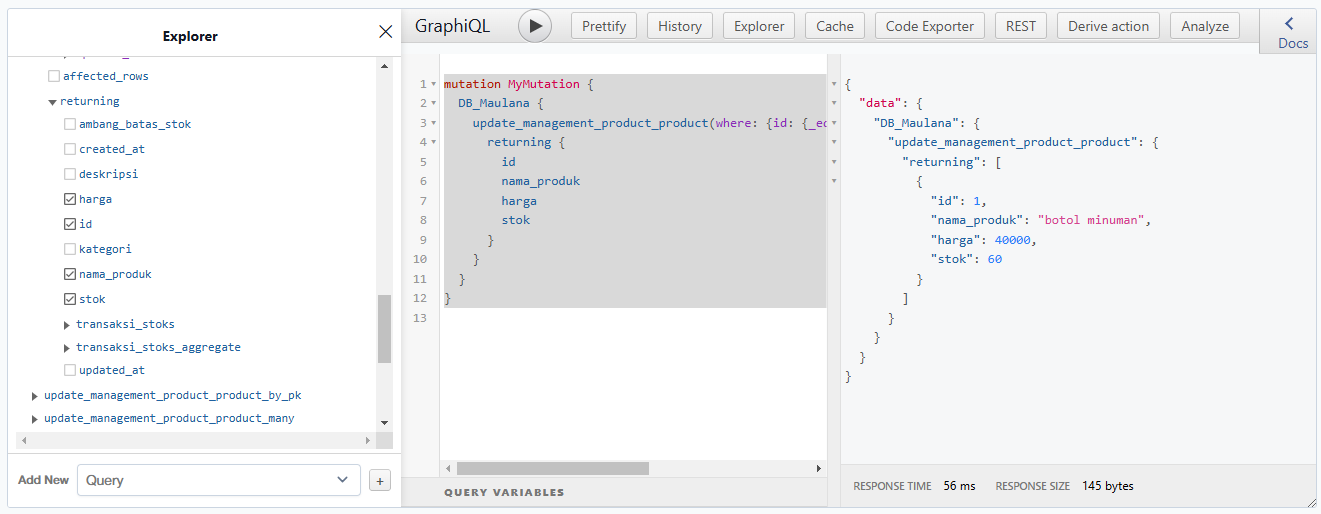 Explorer
affected_rows
returning
ambang_batas_stok
created_at
deskripsi
harga
id
kategori
nama_produk
stok
transaksi_stoks
transaksi_stoks_aggregate
updated_at
update_management_product_product_by_pk
update_management_product_product_many
Add New Query +
GraphiQL Prettify History Explorer Cache Code Exporter REST Derive action Analyze Docs
1 mutation MyMutation {
2 DB_Maulana {
3 update_management_product_product(where: {id: {_eq
4 returning {
5 id
6 nama_produk
7 harga
8 stok
9 }
10 }
11 }
12 }
13
QUERY VARIABLES
{
"data": {
"DB_Maulana": {
"update_management_product_product": {
"returning": [
{
"id": 1,
"nama_produk": "botol minuman",
"harga": 40000,
"stok": 60
}
]
}
}
}
}
RESPONSE TIME 56 ms RESPONSE SIZE 145 bytes